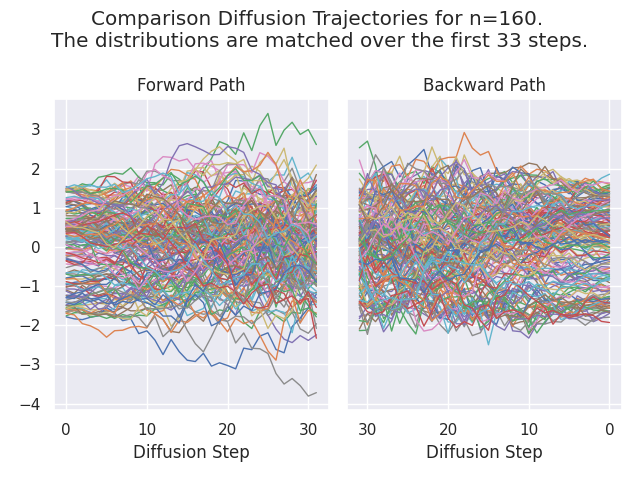 Comparison Diffusion Trajectories for n=160.
The distributions are matched over the first 33 steps.
Forward Path
Backward Path
3
2
1
0
−1
−2
−3
−4
0 10 20 30
30 20 10 0
Diffusion Step
Diffusion Step